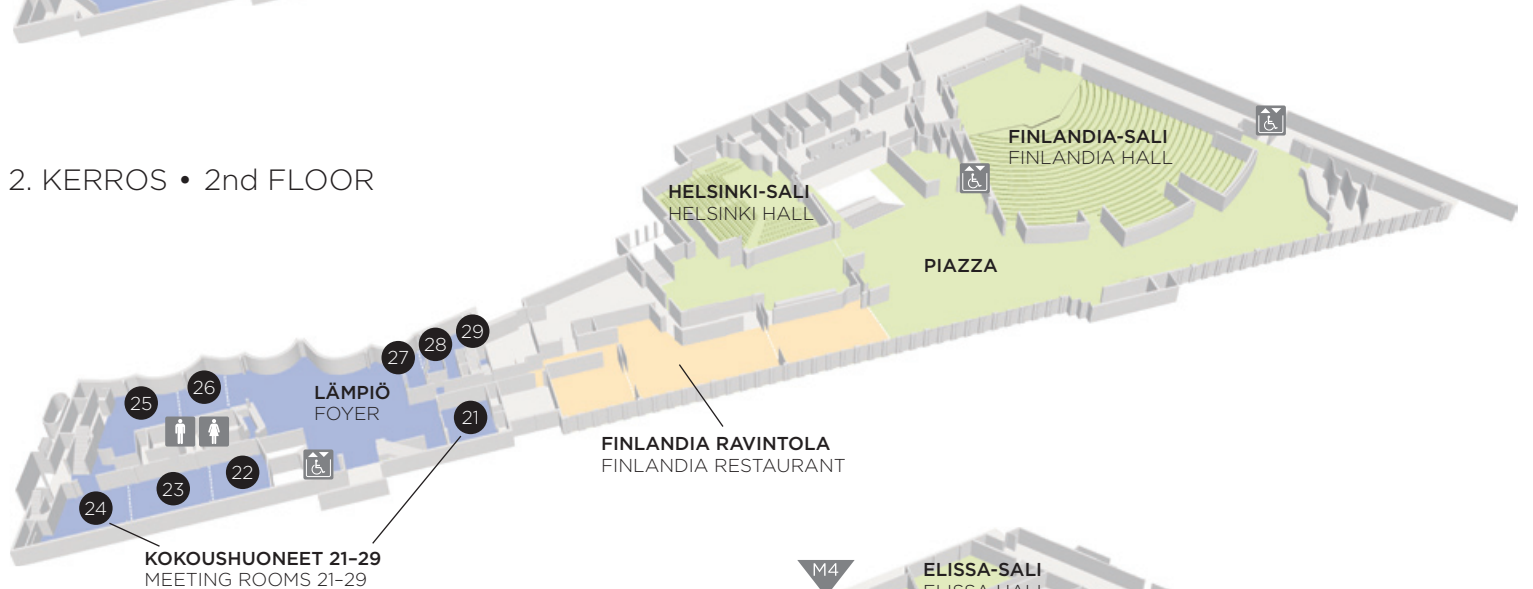 2. KERROS • 2nd FLOOR
FINLANDIA-SALI
FINLANDIA HALL
HELSINKI-SALI
HELSINKI HALL
PIAZZA
29
28
27
26
25
LÄMPIÖ
FOYER
21
22
23
24
FINLANDIA RAVINTOLA
FINLANDIA RESTAURANT
KOKOUSHUONEET 21–29
MEETING ROOMS 21–29
M4
ELISSA-SALI
ELISSA HALL